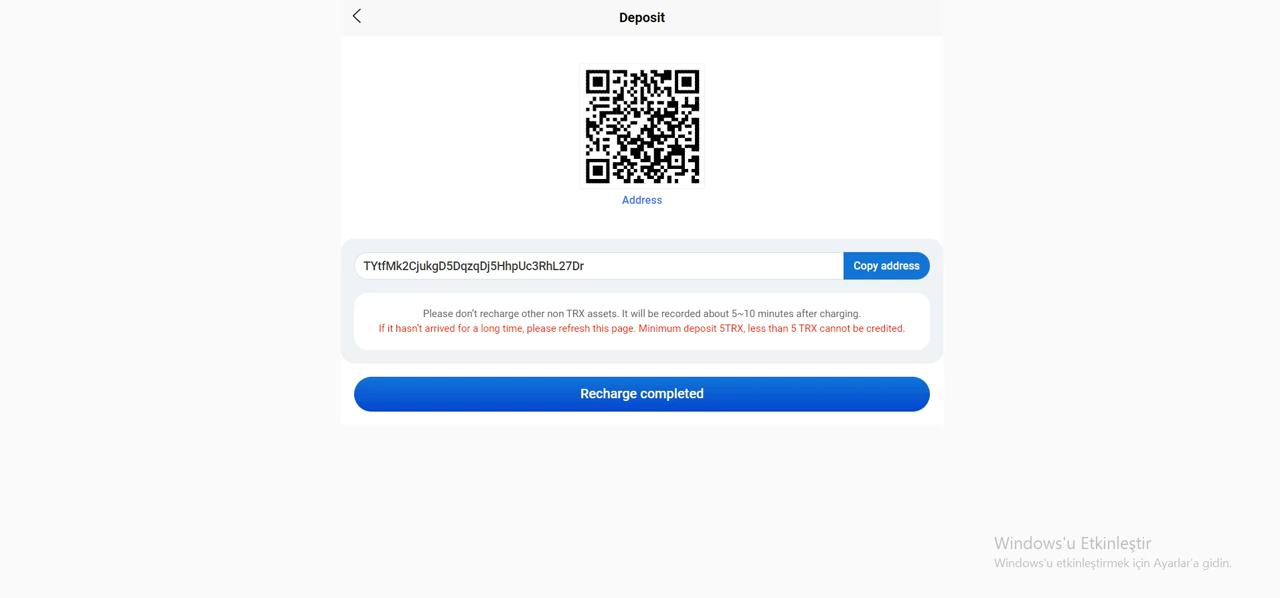 Deposit
Address
TYtfMk2CjukgD5DqzqDj5HhpUc3RhL27Dr
Copy address
Please don't recharge other non TRX assets. It will be recorded about 5~10 minutes after charging.
If it hasn't arrived for a long time, please refresh this page. Minimum deposit 5TRX, less than 5 TRX cannot be credited.
Recharge completed
Windows'u Etkinleştir
Windows'u etkinleştirmek için Ayarlar'a gidin.